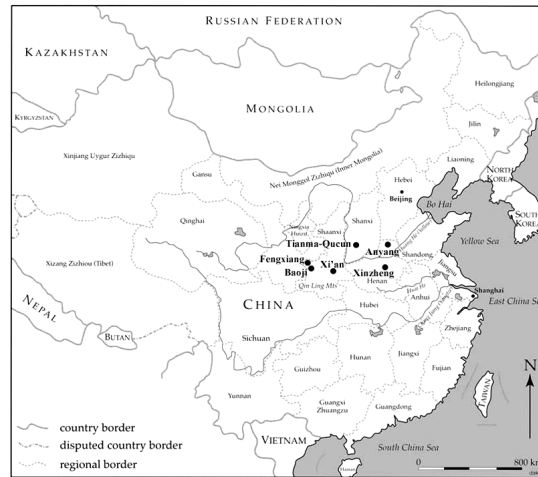 RUSSIAN FEDERATION
KAZAKHSTAN
MONGOLIA
Heilongjiang
KYRGYZSTAN
Jilin
Xinjiang Uygur Zizhiqu
Nei Monggol Zizhiqu (Inner Mongolia)
Liaoning
Gansu
Hebei
NORTH
KOREA
Beijing
Bo Hai
Qinghai
Shanxi
SOUTH
KOREA
Shaanxi
Tianma-Qucun
Anyang
Yellow Sea
Shandong
Fengxiang
Xi'an
Xizang Zizhiou (Tibet)
Baoji
Xinzheng
Jiangsu
Henan
Qin Ling Mts
CHINA
Anhui
Shanghai
East China Se
NEPAL
Hubei
BUTAN
Zhejiang
Sichuan
Hunan
Jiangxi
Guizhou
Fujian
Yunnan
N
Guangxi
Zhuangzu
Guangdong
TAIWAN
country border
VIETNAM
disputed country border
South China Sea
regional border
Hainan
0
800 km